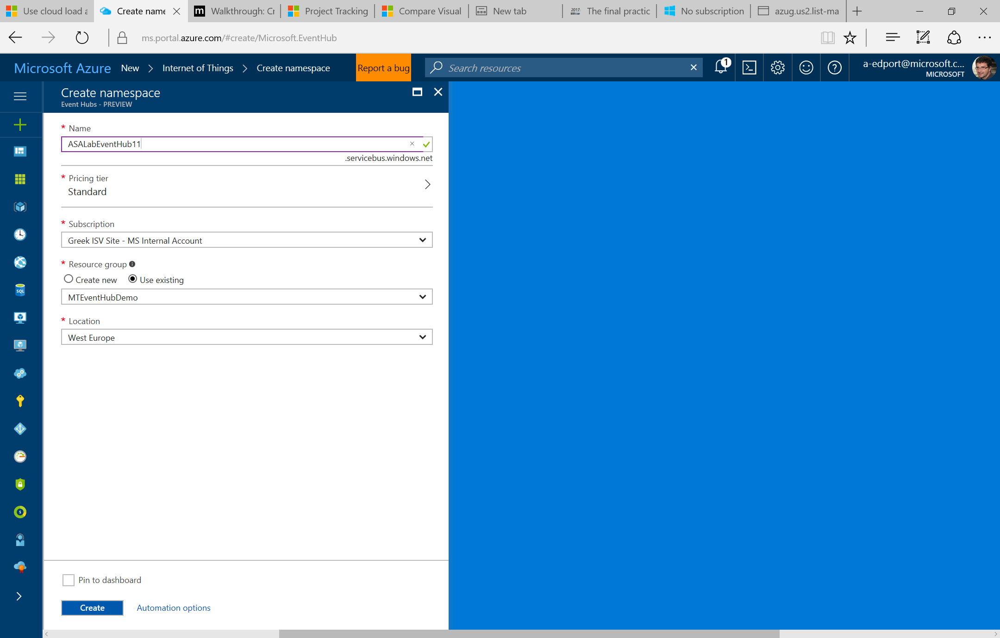 Use cloud load a
Create name
m
Walkthrough: Cr
Project Tracking
Compare Visual
New tab
2017
The final practic
No subscription
azug.us2.list-ma
ms.portal.azure.com/#create/Microsoft.EventHub
Microsoft Azure
New
Internet of Things
Create namespace
Report a bug
Search resources
1
a-edport@microsoft.c...
MICROSOFT
Create namespace
Event Hubs - PREVIEW
* Name
ASALabEventHub11
.servicebus.windows.net
* Pricing tier
Standard
* Subscription
Greek ISV Site - MS Internal Account
* Resource group
Create new
Use existing
MTEventHubDemo
* Location
West Europe
SQL
Pin to dashboard
Create
Automation options